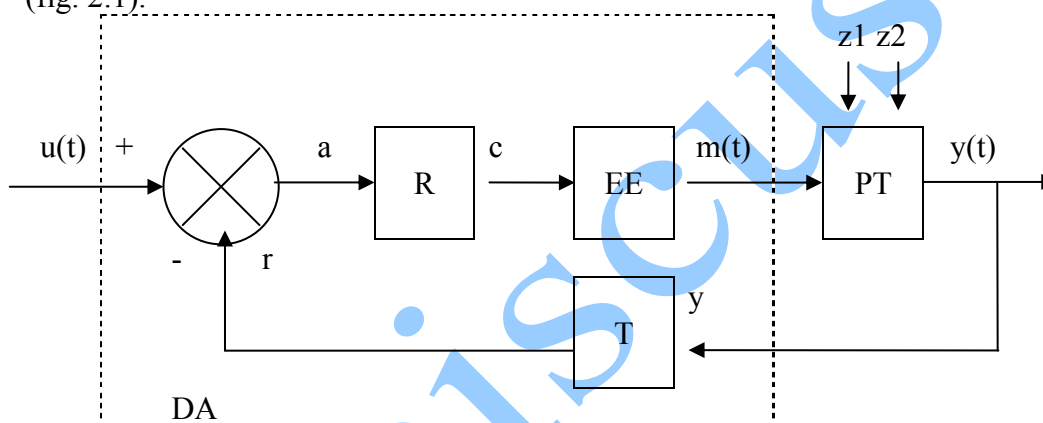 (fig. 2.1).
z1 z2
u(t) + a c m(t) y(t)
R EE PT
- r y
T
DA